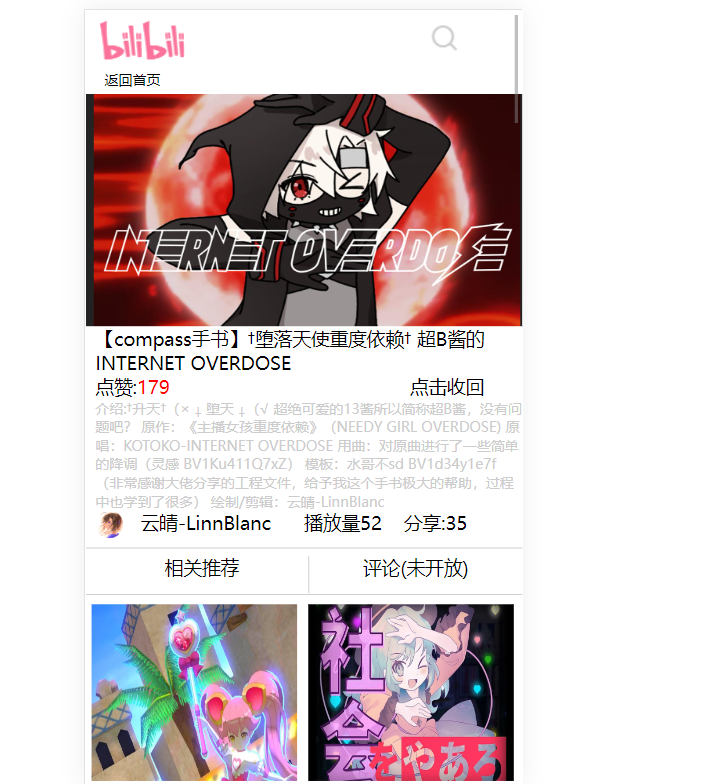 bilibili
返回首页
INTERNET OVERDOSE
【compass手书】†堕落天使重度依赖† 超B酱的
INTERNET OVERDOSE
点赞:179 点击收回
介绍:†升天†（× ₊ 堕天 ₊（√ 超绝可爱的13酱所以简称超B酱，没有问
题吧？ 原作：《主播女孩重度依赖》（NEEDY GIRL OVERDOSE) 原
唱：KOTOKO-INTERNET OVERDOSE 用曲：对原曲进行了一些简单
的降调（灵感 BV1Ku411Q7xZ） 模板：水哥不sd BV1d34y1e7f
（非常感谢大佬分享的工程文件，给予我这个手书极大的帮助，过程
中也学到了很多） 绘制/剪辑：云晴-LinnBlanc
云晴-LinnBlanc 播放量52 分享:35
相关推荐 评论(未开放)
社会
をやめろ